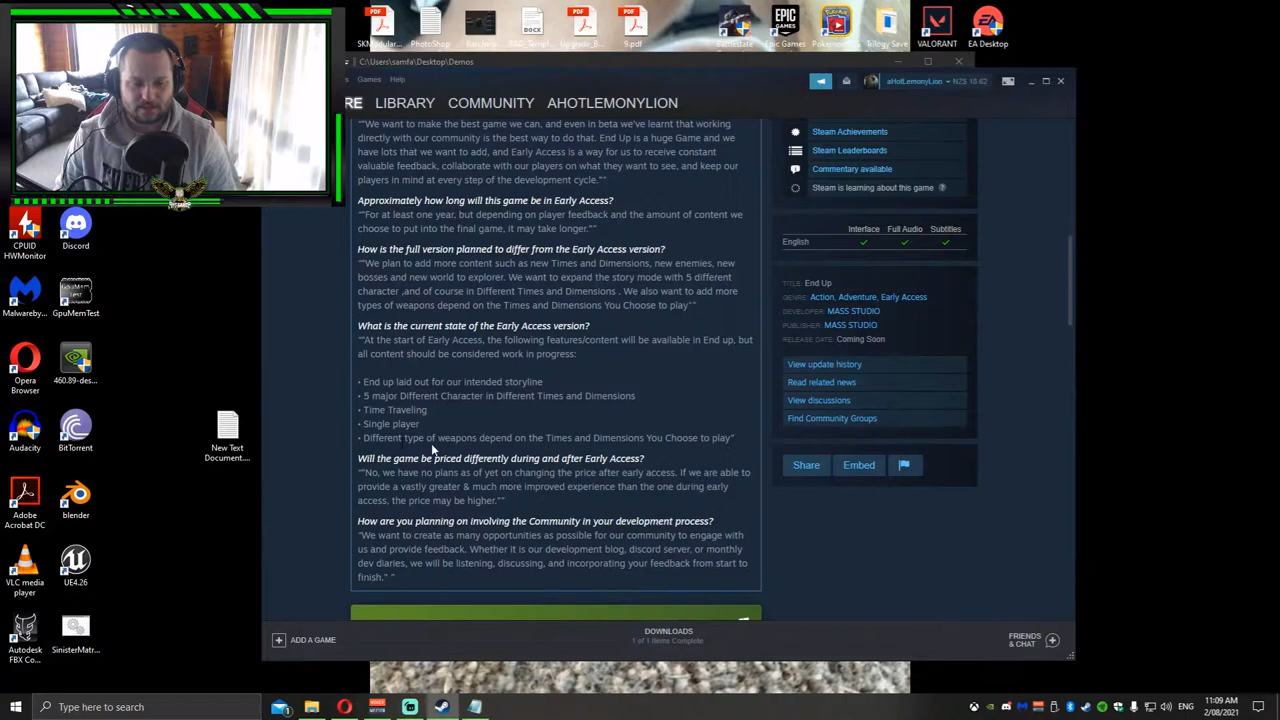 SKModular...
PhotoShop
Upgrade_B...
9.pdf
Battlestate
Epic Games
Trilogy Save
VALORANT
EA Desktop
PDF
DOCX
PDF
PDF
EPIC
GAMES
C:\Users\samfa\Desktop\Demos
Games Help
aHotLemonyLion
RE LIBRARY COMMUNITY AHOTLEMONYLION
""We want to make the best game we can, and even in beta we've learnt that working
directly with our community is the best way to do that. End Up is a huge Game and we
have lots that we want to add, and Early Access is a way for us to receive constant
valuable feedback, collaborate with our players on what they want to see, and keep our
players in mind at every step of the development cycle.""
Approximately how long will this game be in Early Access?
""For at least one year, but depending on player feedback and the amount of content we
choose to put into the final game, it may take longer.""
How is the full version planned to differ from the Early Access version?
""We plan to add more content such as new Times and Dimensions, new enemies, new
bosses and new world to explorer. We want to expand the story mode with 5 different
character ,and of course in Different Times and Dimensions . We also want to add more
types of weapons depend on the Times and Dimensions You Choose to play""
What is the current state of the Early Access version?
""At the start of Early Access, the following features/content will be available in End up, but
all content should be considered work in progress:
• End up laid out for our intended storyline
• 5 major Different Character in Different Times and Dimensions
• Time Traveling
• Single player
• Different type of weapons depend on the Times and Dimensions You Choose to play"
Will the game be priced differently during and after Early Access?
""No, we have no plans as of yet on changing the price after early access. If we are able to
provide a vastly greater & much more improved experience than the one during early
access, the price may be higher.""
How are you planning on involving the Community in your development process?
"We want to create as many opportunities as possible for our community to engage with
us and provide feedback. Whether it is our development blog, discord server, or monthly
dev diaries, we will be listening, discussing, and incorporating your feedback from start to
finish." "
Steam Achievements
Steam Leaderboards
Commentary available
Steam is learning about this game ?
Interface Full Audio Subtitles
English
TITLE: End Up
GENRE: Action, Adventure, Early Access
DEVELOPER: MASS STUDIO
PUBLISHER: MASS STUDIO
RELEASE DATE: Coming Soon
View update history
Read related news
View discussions
Find Community Groups
Share Embed
ADD A GAME
DOWNLOADS
1 of 1 Items Complete
FRIENDS
& CHAT
CPUID
HWMonitor
Discord
Malwareby...
GpuMemTest
Opera
Browser
460.89-des...
Audacity
BitTorrent
New Text
Document...
Adobe
Acrobat DC
blender
VLC media
player
UE4.26
Autodesk
FBX Co...
SinisterMatr...
Type here to search
ENG
11:09 AM
2/08/2021